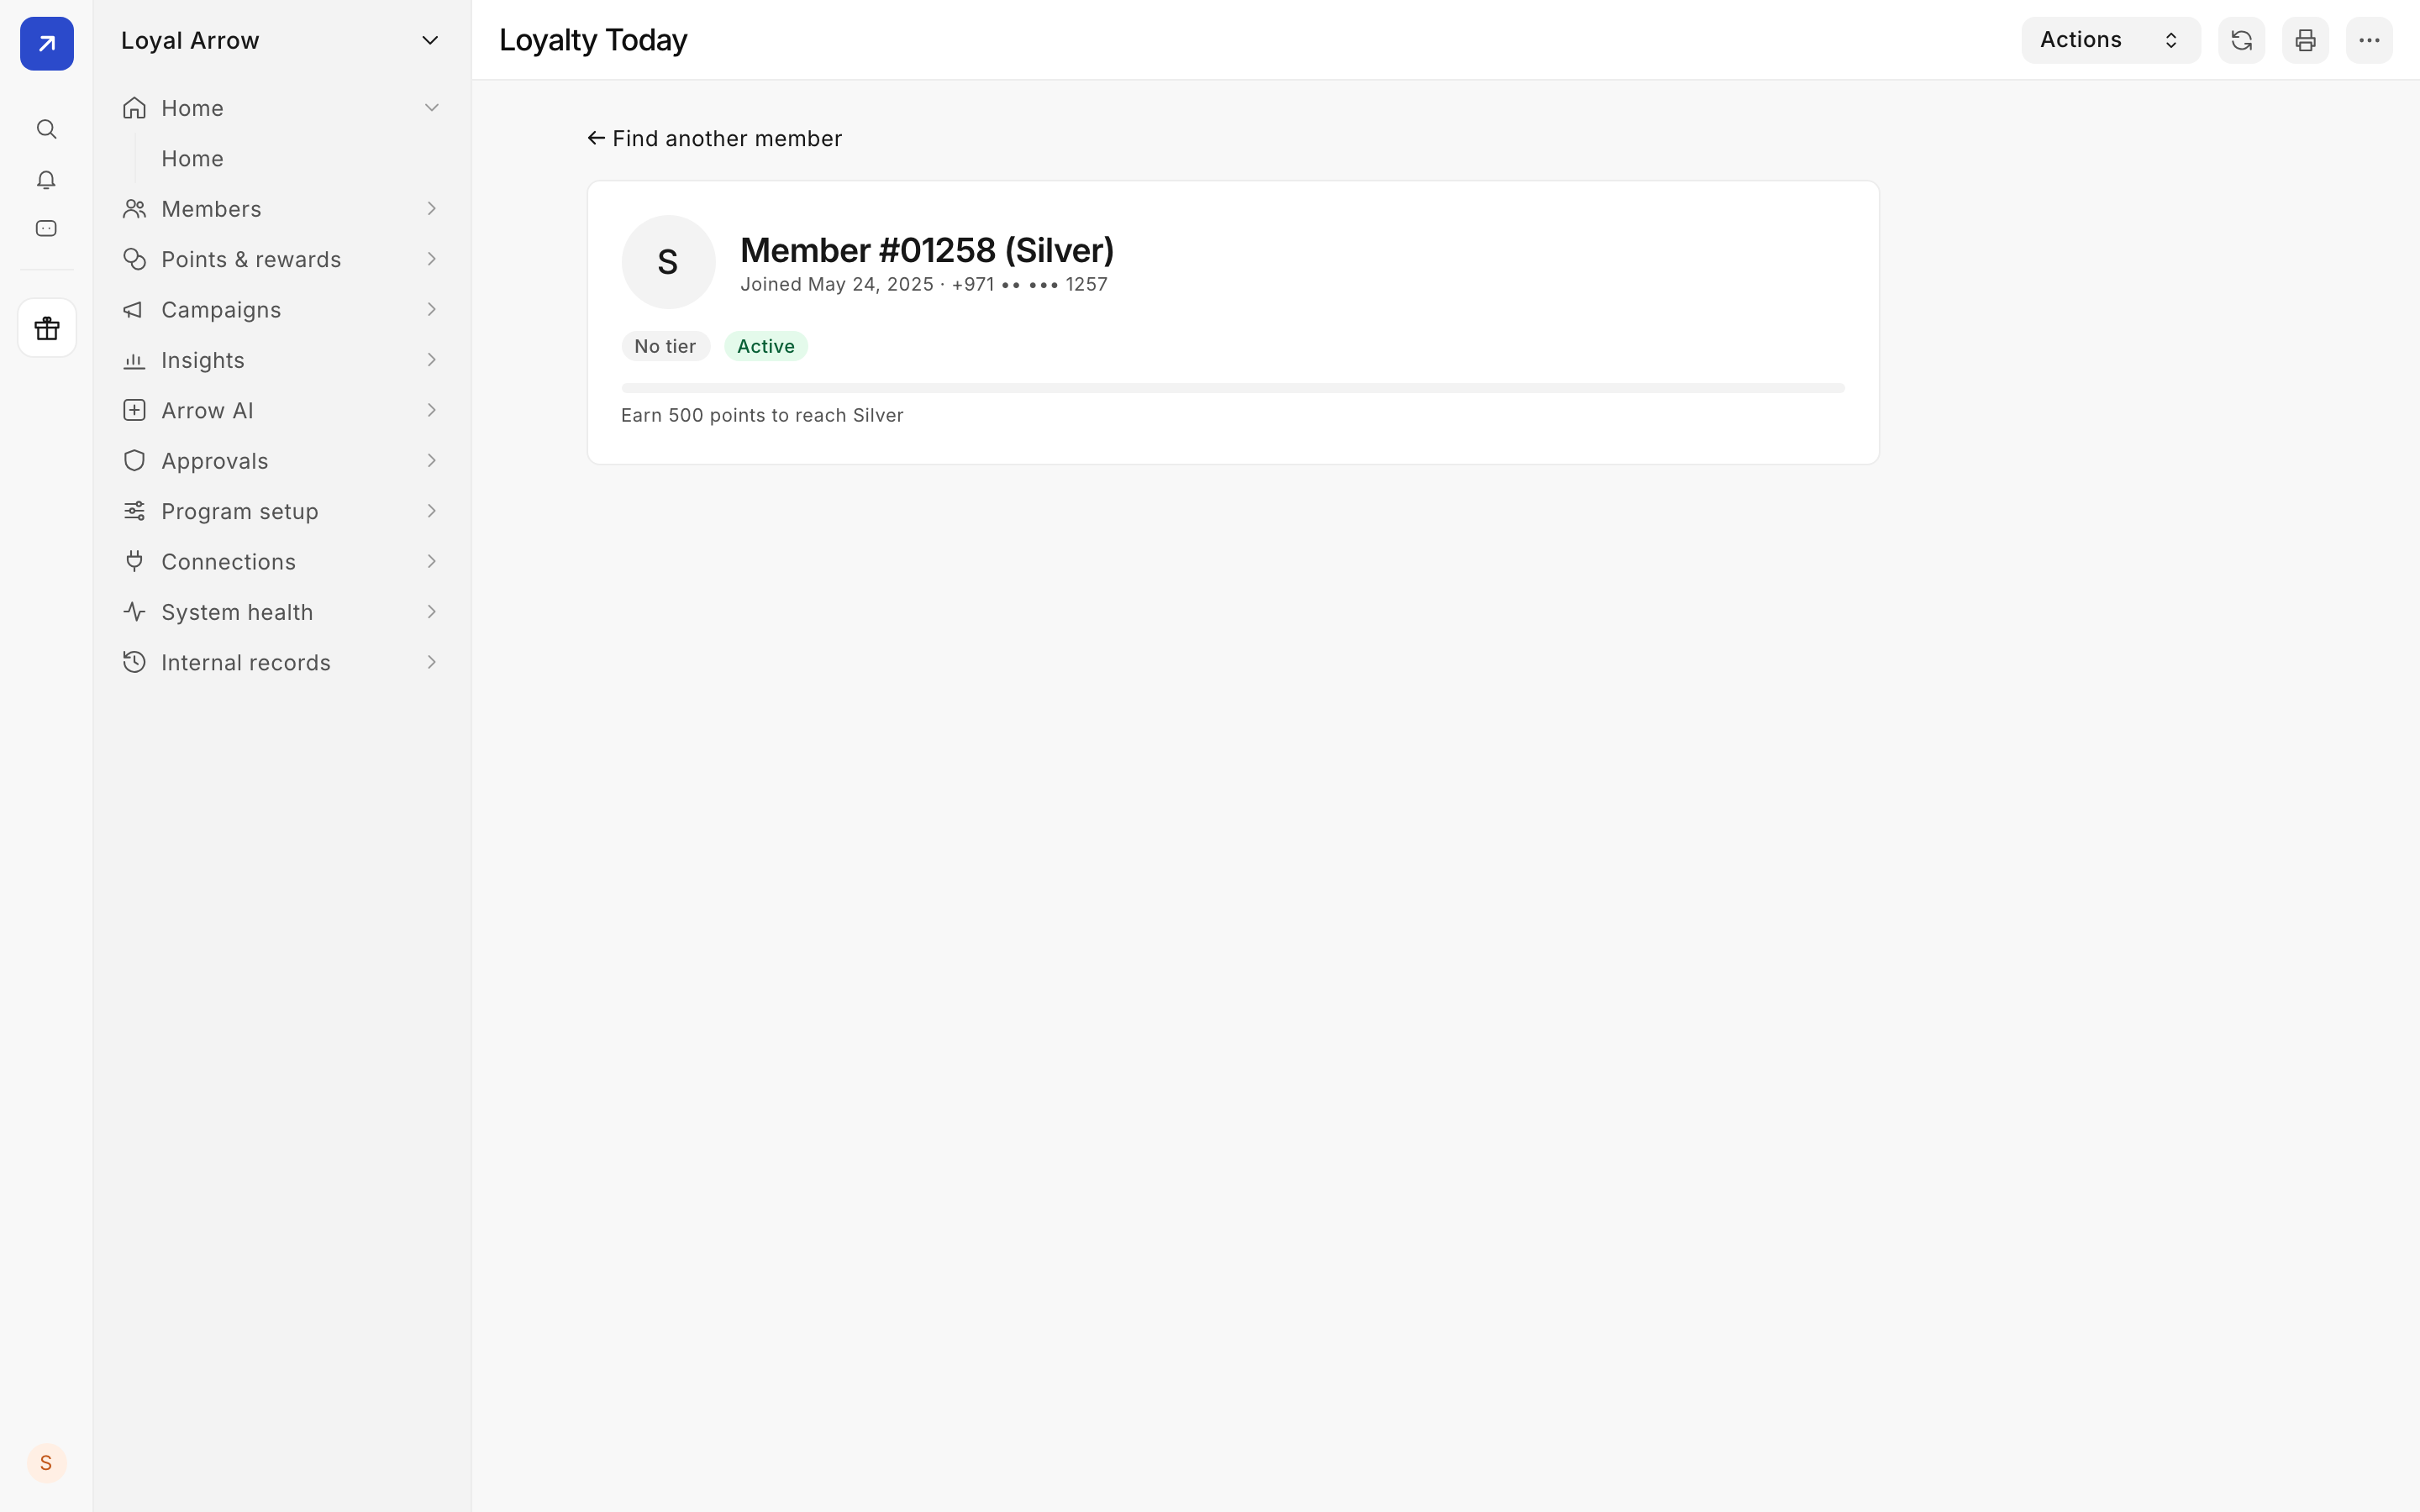 Loyal Arrow
Home
Home
Members
Points & rewards
Campaigns
Insights
Arrow AI
Approvals
Program setup
Connections
System health
Internal records
S
Loyalty Today
Actions
← Find another member
S
Member #01258 (Silver)
Joined May 24, 2025 · +971 •• ••• 1257
No tier
Active
Earn 500 points to reach Silver